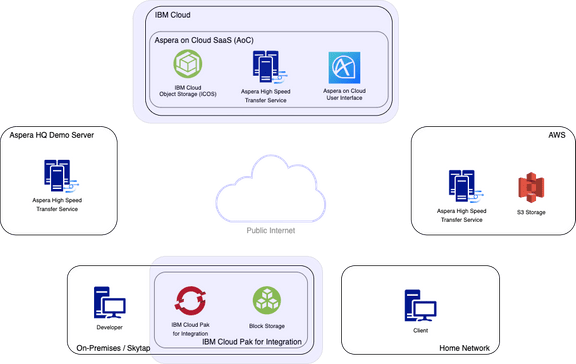 IBM Cloud
Aspera on Cloud SaaS (AoC)
IBM Cloud
Object Storage (ICOS)
Aspera High Speed
Transfer Service
Aspera on Cloud
User Interface
Aspera HQ Demo Server
Aspera High Speed
Transfer Service
AWS
Aspera High Speed
Transfer Service
S3 Storage
Public Internet
Developer
On-Premises / Skytap
IBM Cloud Pak
for Integration
Block Storage
IBM Cloud Pak for Integration
Client
Home Network